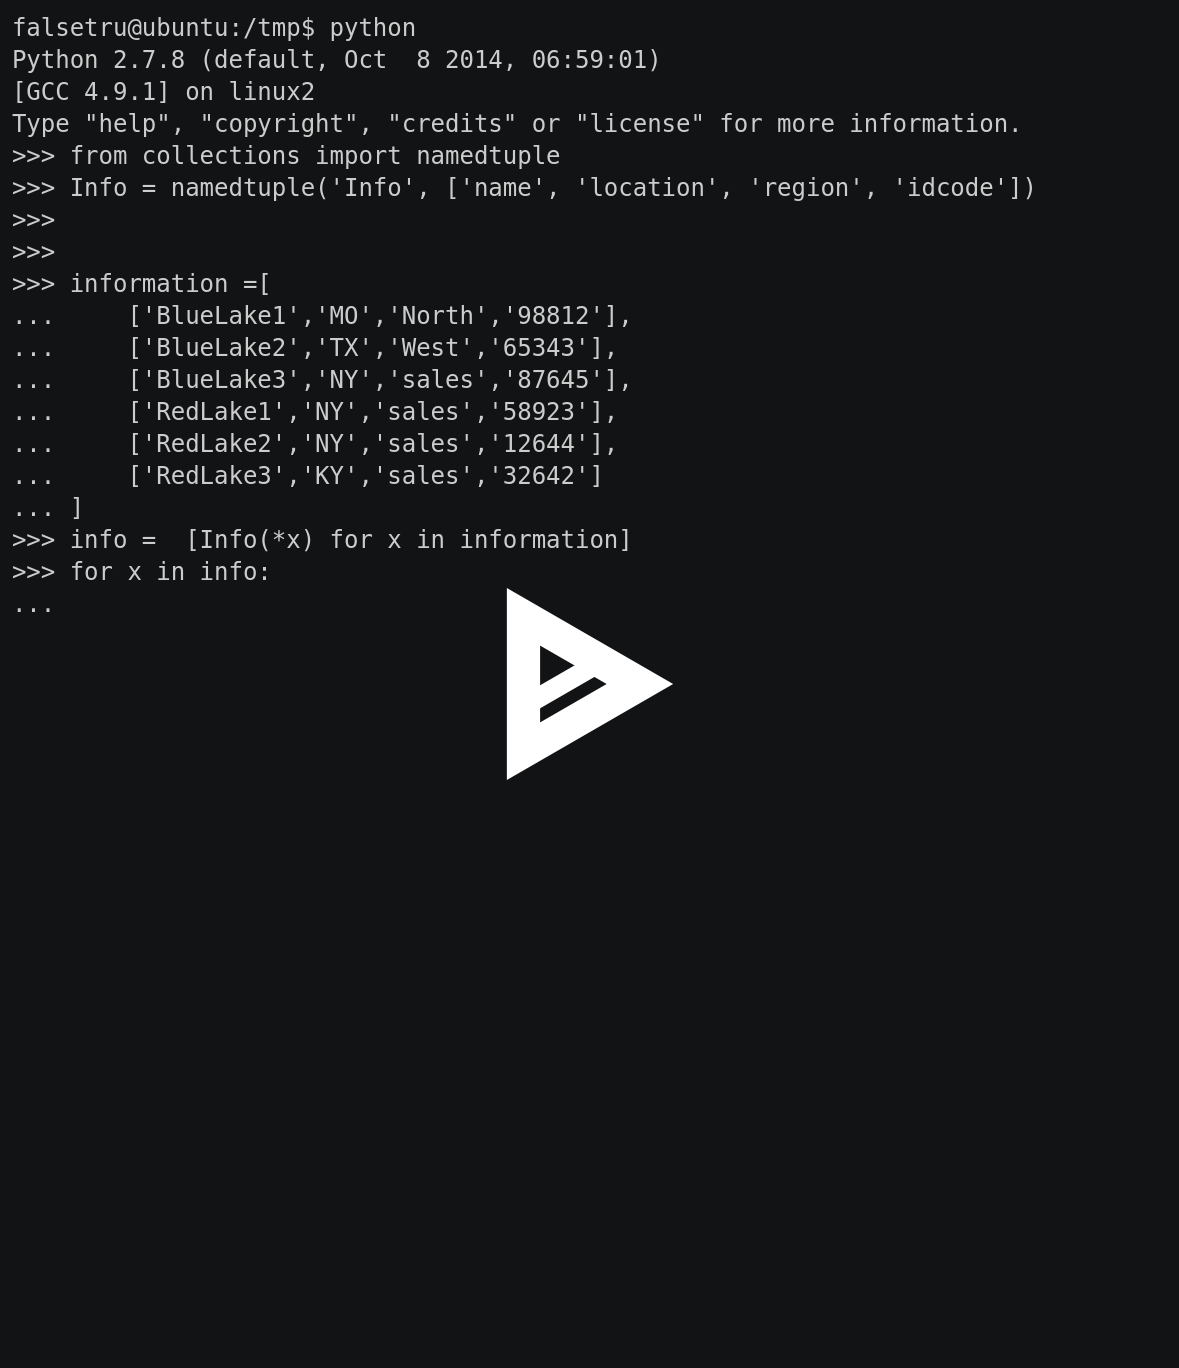 falsetru@ubuntu:/tmp$ python
Python 2.7.8 (default, Oct  8 2014, 06:59:01)
[GCC 4.9.1] on linux2
Type "help", "copyright", "credits" or "license" for more information.
>>> from collections import namedtuple
>>> Info = namedtuple('Info', ['name', 'location', 'region', 'idcode'])
>>>
>>>
>>> information =[
...     ['BlueLake1','MO','North','98812'],
...     ['BlueLake2','TX','West','65343'],
...     ['BlueLake3','NY','sales','87645'],
...     ['RedLake1','NY','sales','58923'],
...     ['RedLake2','NY','sales','12644'],
...     ['RedLake3','KY','sales','32642']
... ]
>>> info =  [Info(*x) for x in information]
>>> for x in info:
...